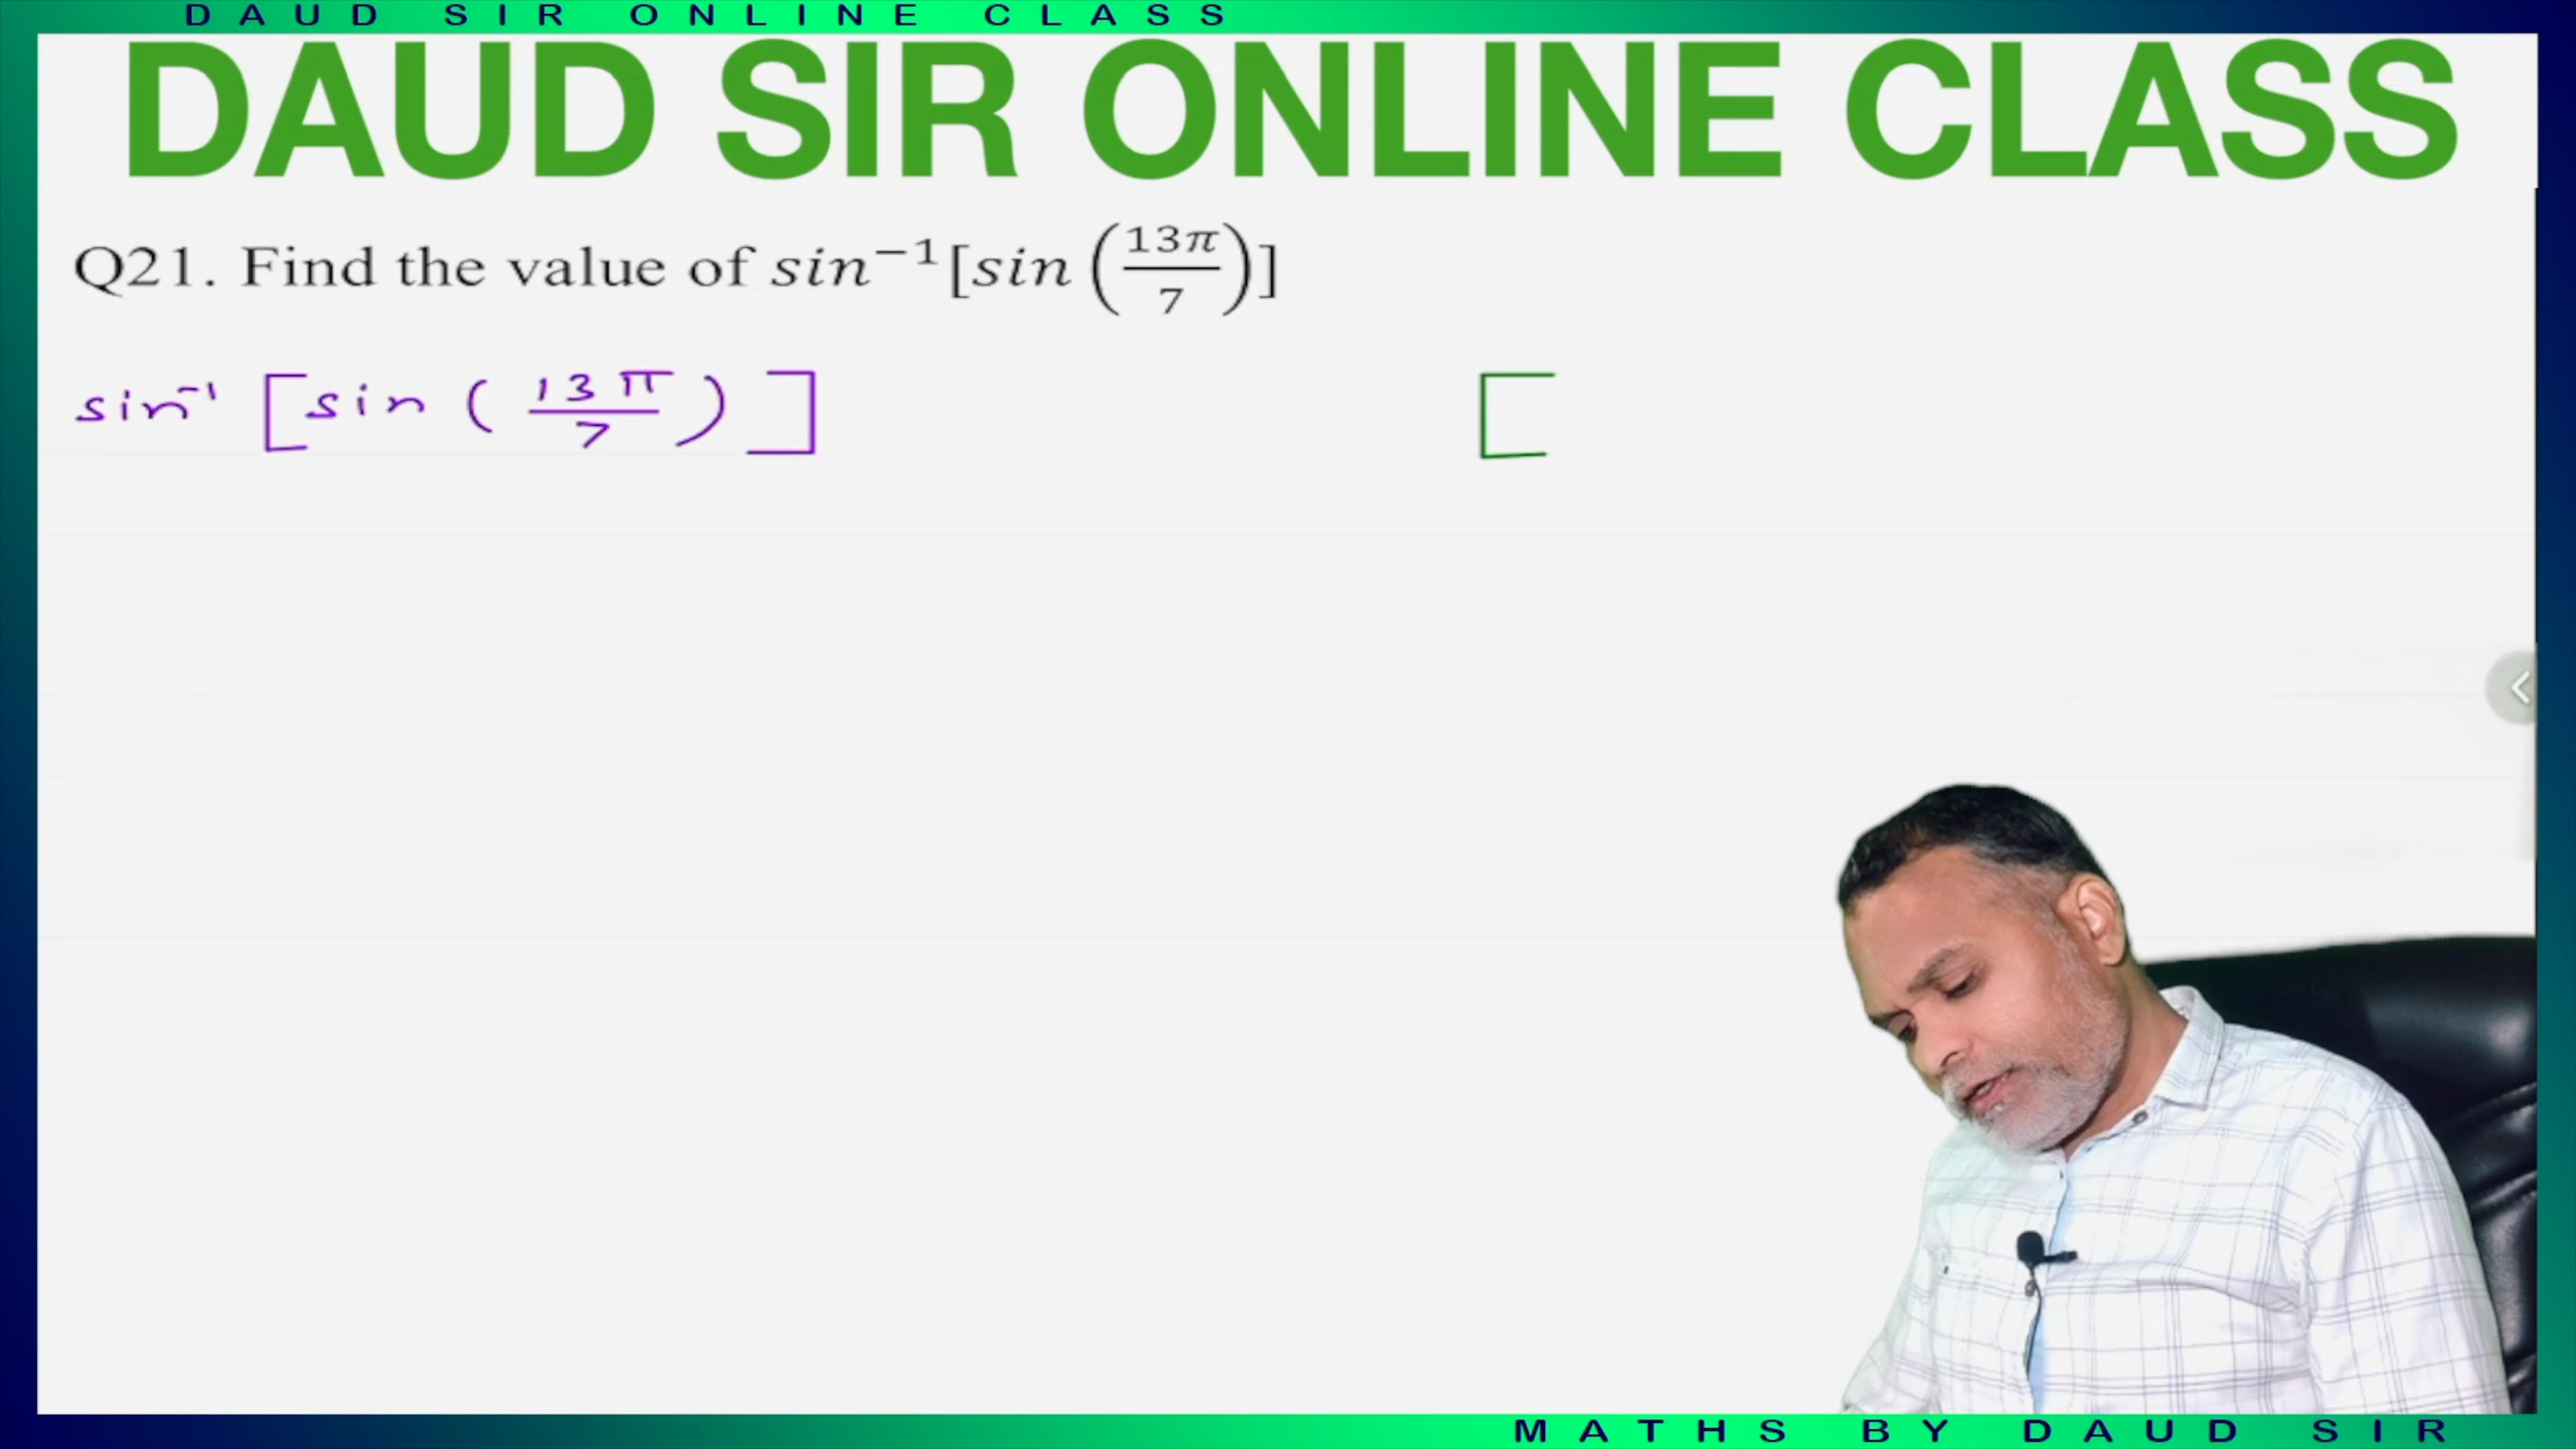 DAUD SIR ONLINE CLASS
DAUD SIR ONLINE CLASS
Q21. Find the value of sin⁻¹[sin (13π/7)]
sin⁻¹ [sin (13π/7)] [
MATHS BY DAUD SIR